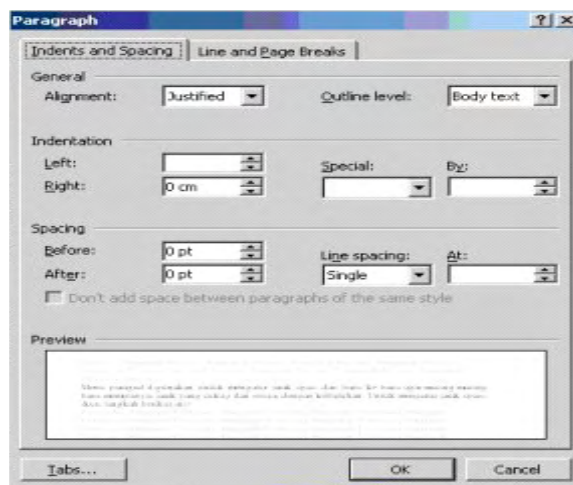 Paragraph
Indents and Spacing
Line and Page Breaks
General
Alignment: Justified Outline level: Body text
Indentation
Left: Special: By:
Right: 0 cm
Spacing
Before: 0 pt Line spacing: At:
After: 0 pt Single
Don't add space between paragraphs of the same style
Preview
Tabs... OK Cancel